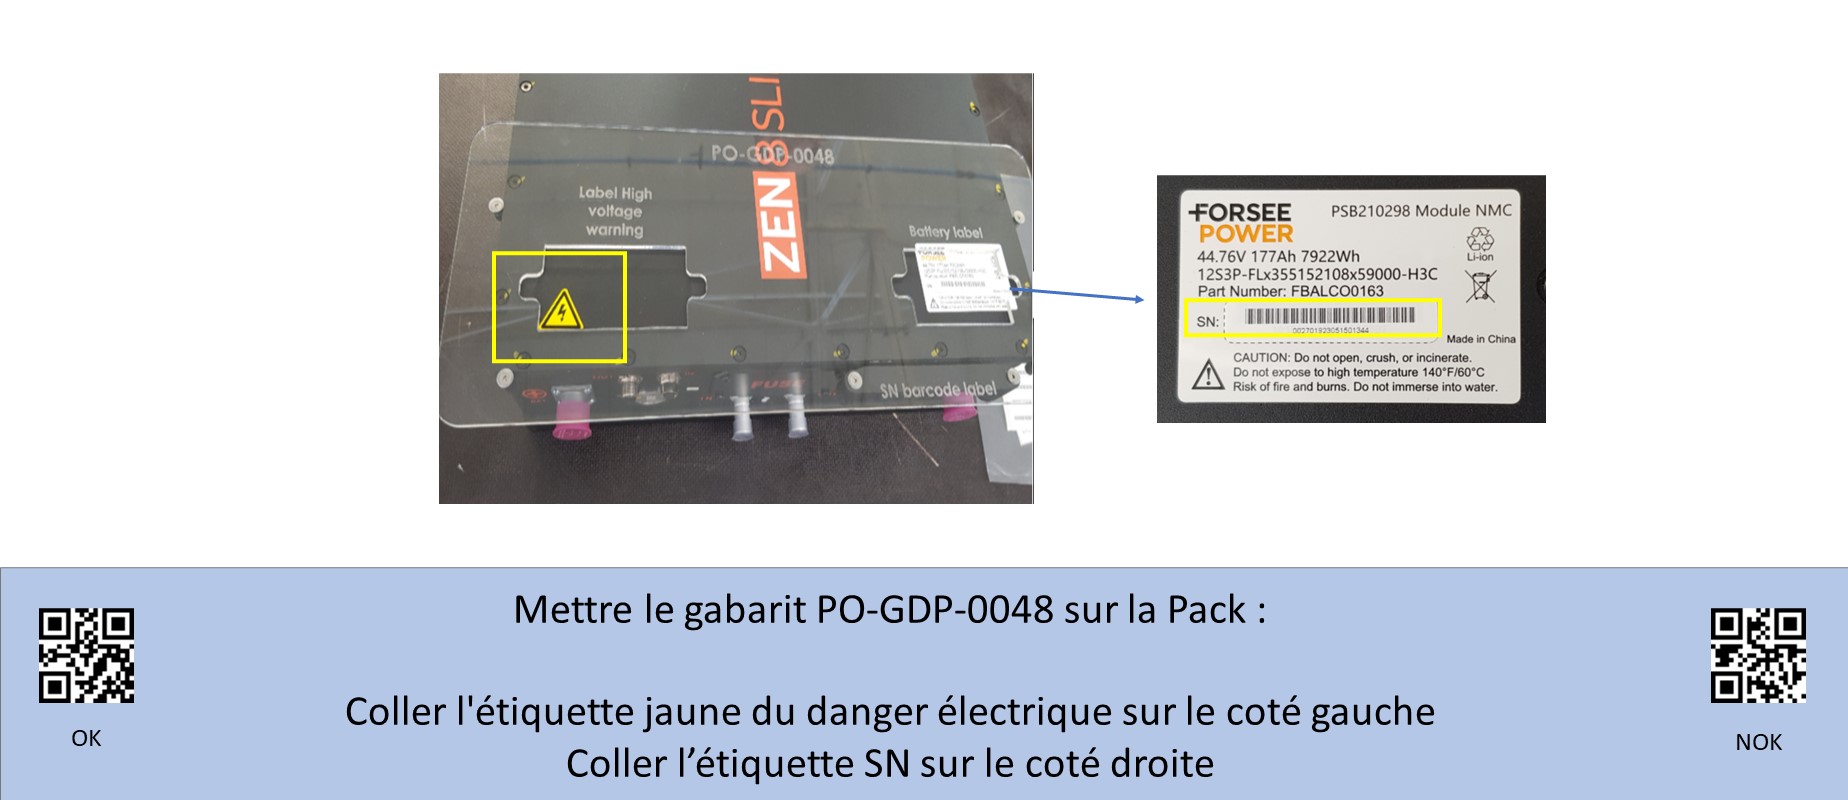 ZEN 8SLI
PO-GDP-0048
Label High
voltage
warning
Battery label
FORSEE
POWER
FUSE
SN barcode label
FORSEE
POWER
PSB210298 Module NMC
44.76V 177Ah 7922Wh
12S3P-FLx355152108x59000-H3C
Part Number: FBALCO0163
Li-ion
SN:
002701923051501344
Made in China
CAUTION: Do not open, crush, or incinerate.
Do not expose to high temperature 140°F/60°C
Risk of fire and burns. Do not immerse into water.
Mettre le gabarit PO-GDP-0048 sur la Pack :
Coller l'étiquette jaune du danger électrique sur le coté gauche
Coller l’étiquette SN sur le coté droite
OK
NOK